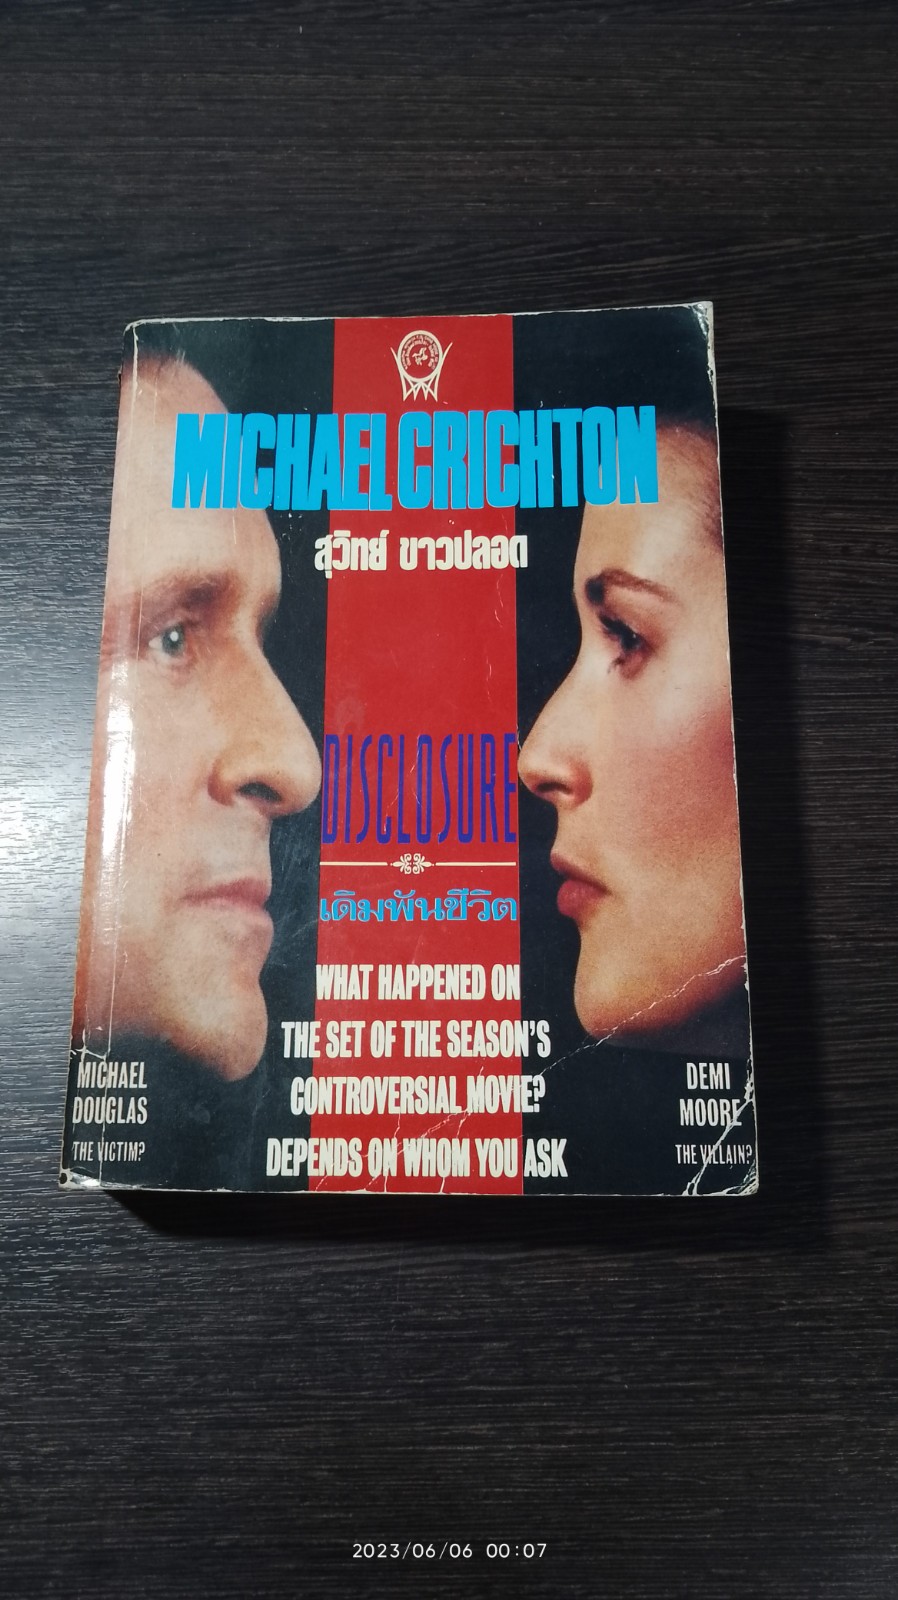 MICHAEL CRICHTON
สุวิทย์ ขาวปลอด
DISCLOSURE
เดิมพันชีวิต
WHAT HAPPENED ON
THE SET OF THE SEASON'S
CONTROVERSIAL MOVIE?
DEPENDS ON WHOM YOU ASK
MICHAEL
DOUGLAS
THE VICTIM?
DEMI
MOORE
THE VILLAIN?
2023/06/06 00:07